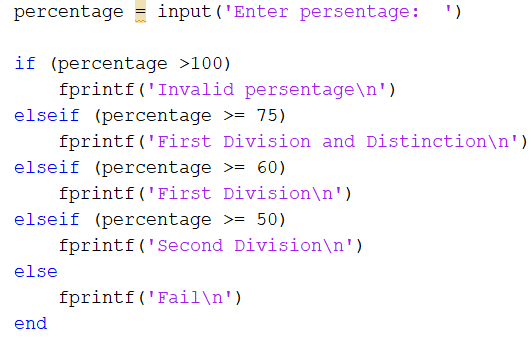 percentage = input('Enter persentage:  ')
if (percentage >100)
fprintf('Invalid persentage\n')
elseif (percentage >= 75)
fprintf('First Division and Distinction\n')
elseif (percentage >= 60)
fprintf('First Division\n')
elseif (percentage >= 50)
fprintf('Second Division\n')
else
fprintf('Fail\n')
end